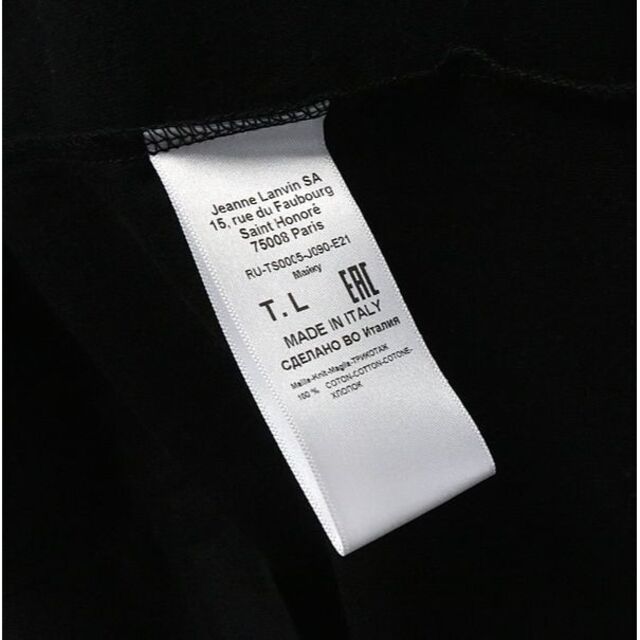 Jeanne Lanvin SA
15, rue du Faubourg
Saint Honoré
75008 Paris
RU-TS0005-J090-E21
Майку
T. L EAC
MADE IN ITALY
СДЕЛАНО ВО Италия
Maille-Knit-Maglia-ТРИКОТАЖ
100 % COTON-COTTON-COTONE-
ХЛОПОК